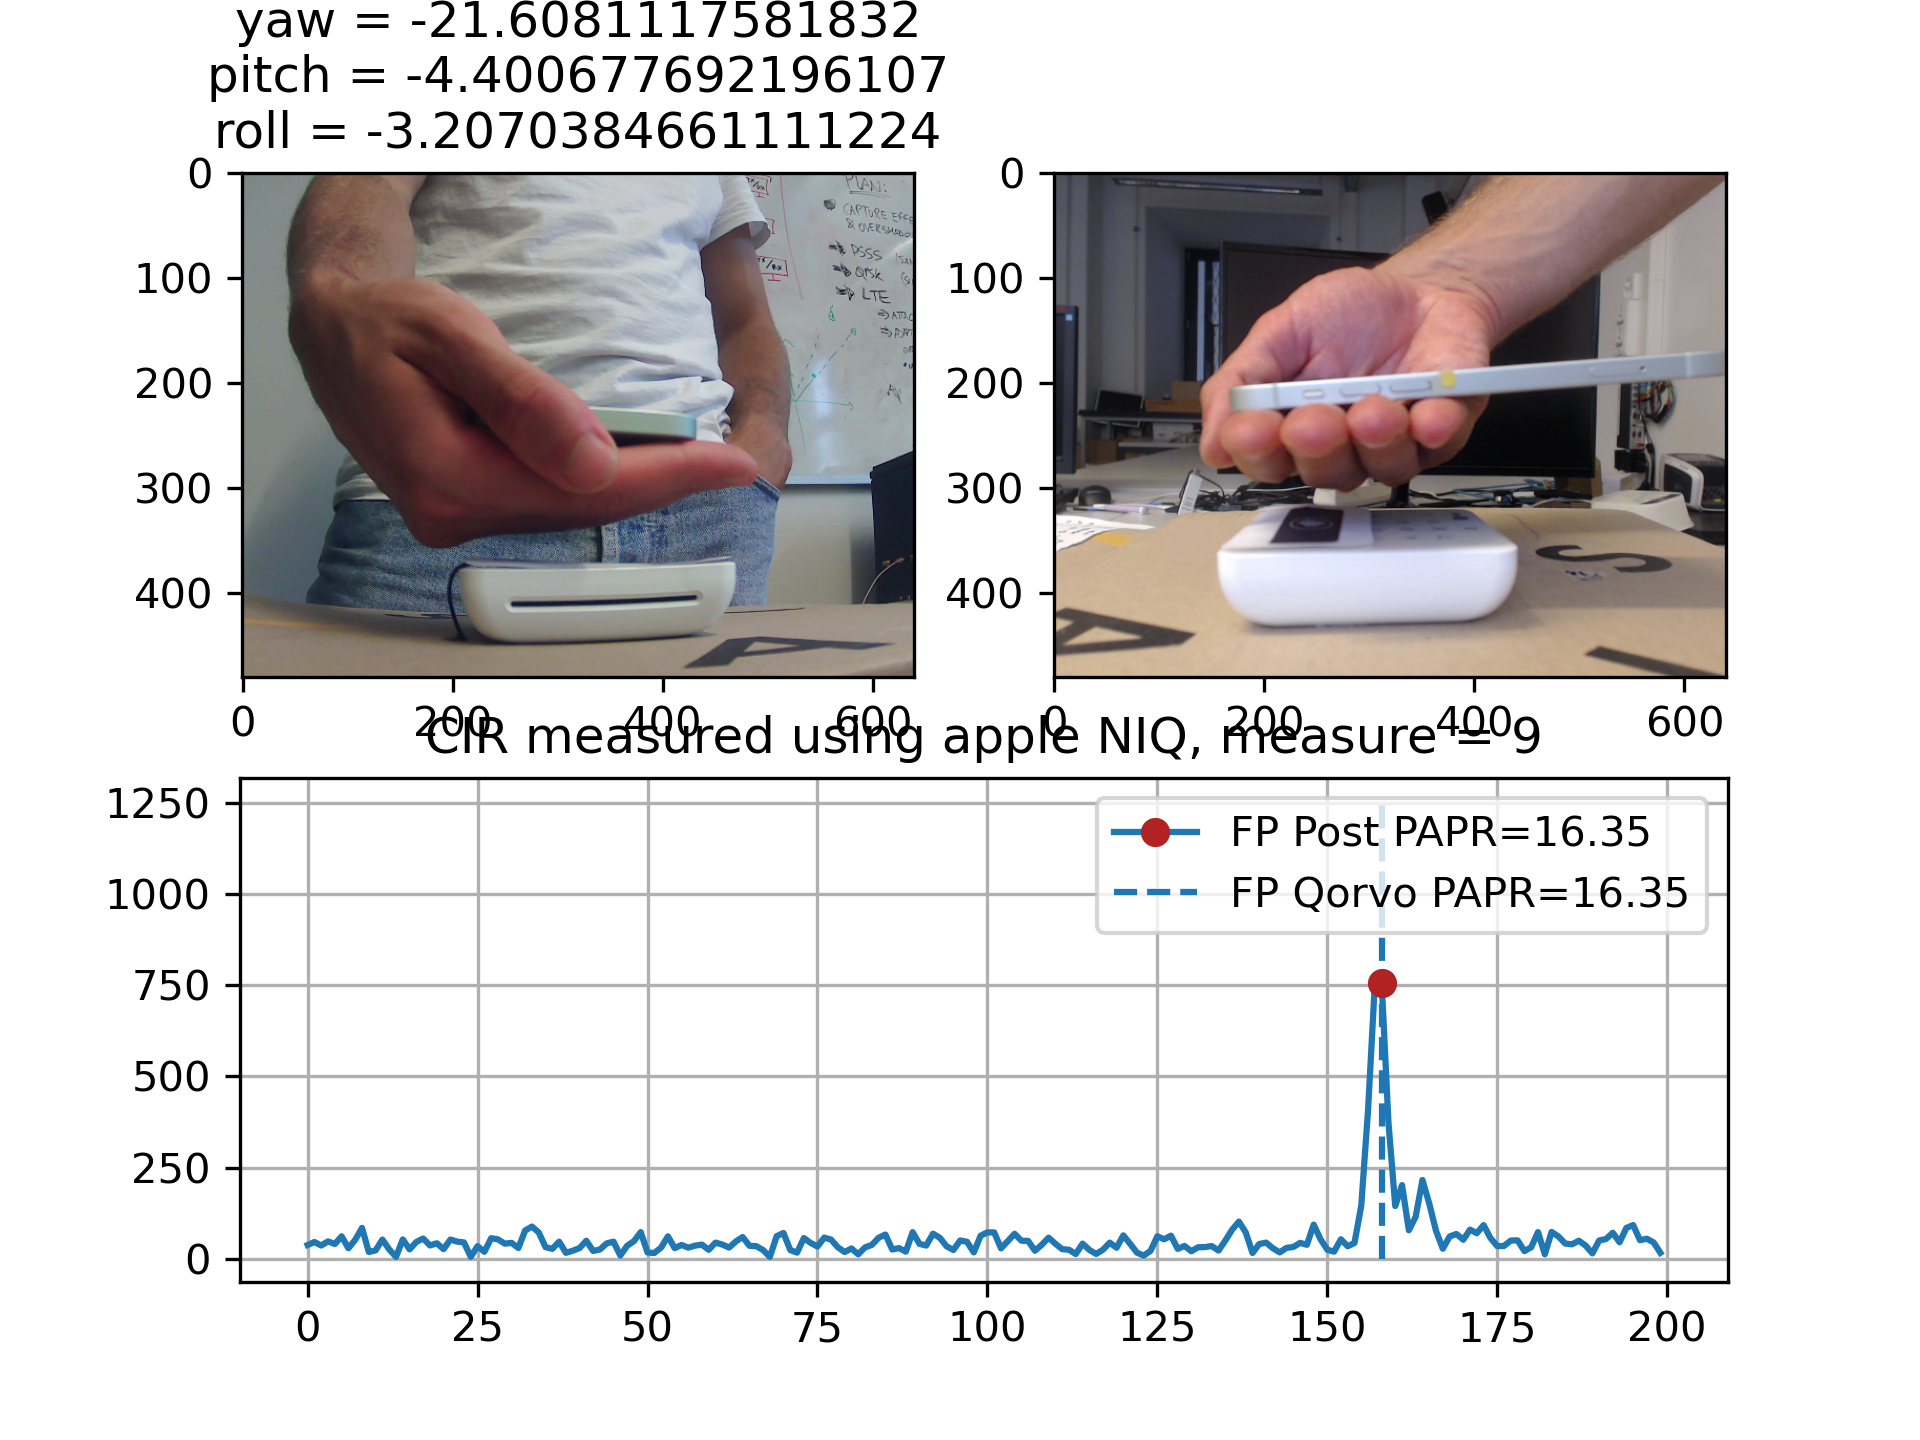 yaw = -21.6081117581832
pitch = -4.400677692196107
roll = -3.2070384661111224
0
100
200
300
400
0
200
400
600
PLAN:
CAPTURE EFFE
& OVERSHADO
DSSS
QPSK
LTE
A
0
100
200
300
400
0
200
400
600
S
A
CIR measured using apple NIQ, measure = 9
1250
1000
750
500
250
0
FP Post PAPR=16.35
FP Qorvo PAPR=16.35
0
25
50
75
100
125
150
175
200